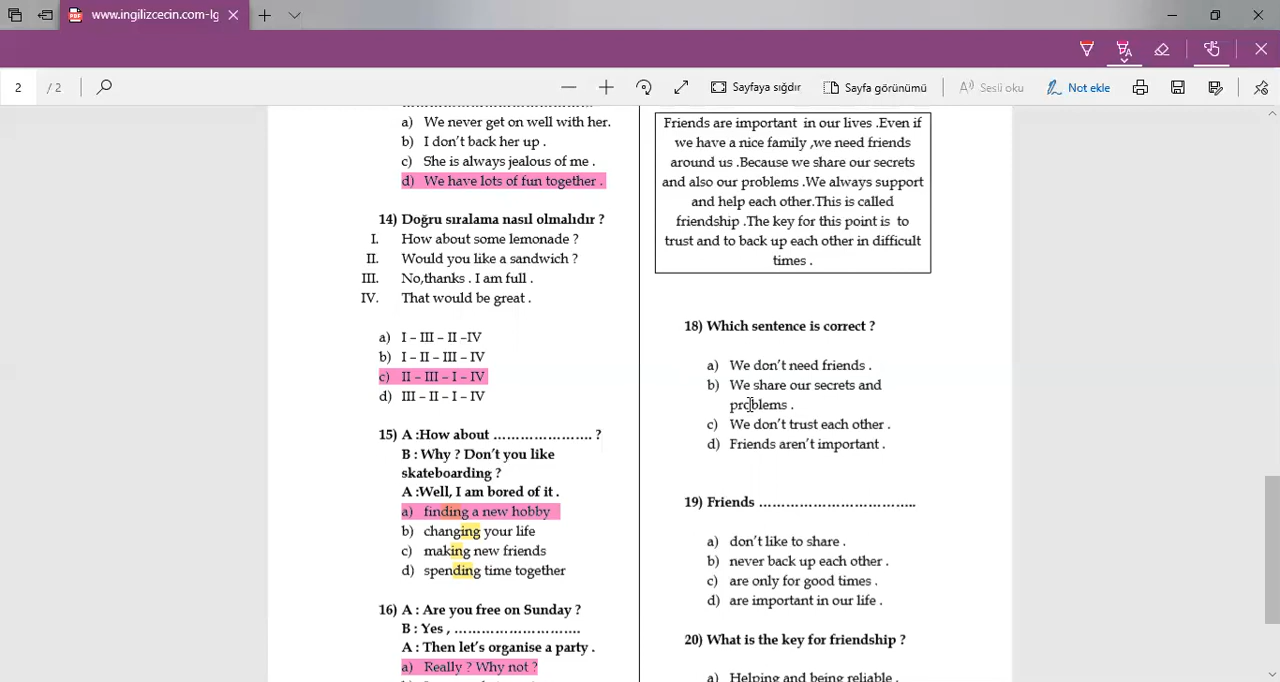 www.ingilizcecin.com-lg
2 / 2
Sayfaya sığdır
Sayfa görünümü
Sesli oku
Not ekle
a) We never get on well with her.
b) I don't back her up .
c) She is always jealous of me .
d) We have lots of fun together .
14) Doğru sıralama nasıl olmalıdır ?
I. How about some lemonade ?
II. Would you like a sandwich ?
III. No,thanks . I am full .
IV. That would be great .
a) I – III – II –IV
b) I – II – III – IV
c) II – III – I – IV
d) III – II – I – IV
15) A :How about …………………. ?
B : Why ? Don't you like
skateboarding ?
A :Well, I am bored of it .
a) finding a new hobby
b) changing your life
c) making new friends
d) spending time together
16) A : Are you free on Sunday ?
B : Yes , ……………………..
A : Then let's organise a party .
a) Really ? Why not ?
Friends are important in our lives .Even if
we have a nice family ,we need friends
around us .Because we share our secrets
and also our problems .We always support
and help each other.This is called
friendship .The key for this point is to
trust and to back up each other in difficult
times .
18) Which sentence is correct ?
a) We don't need friends .
b) We share our secrets and
problems .
c) We don't trust each other .
d) Friends aren't important .
19) Friends …………………………..
a) don't like to share .
b) never back up each other .
c) are only for good times .
d) are important in our life .
20) What is the key for friendship ?
a) Helping and being reliable .